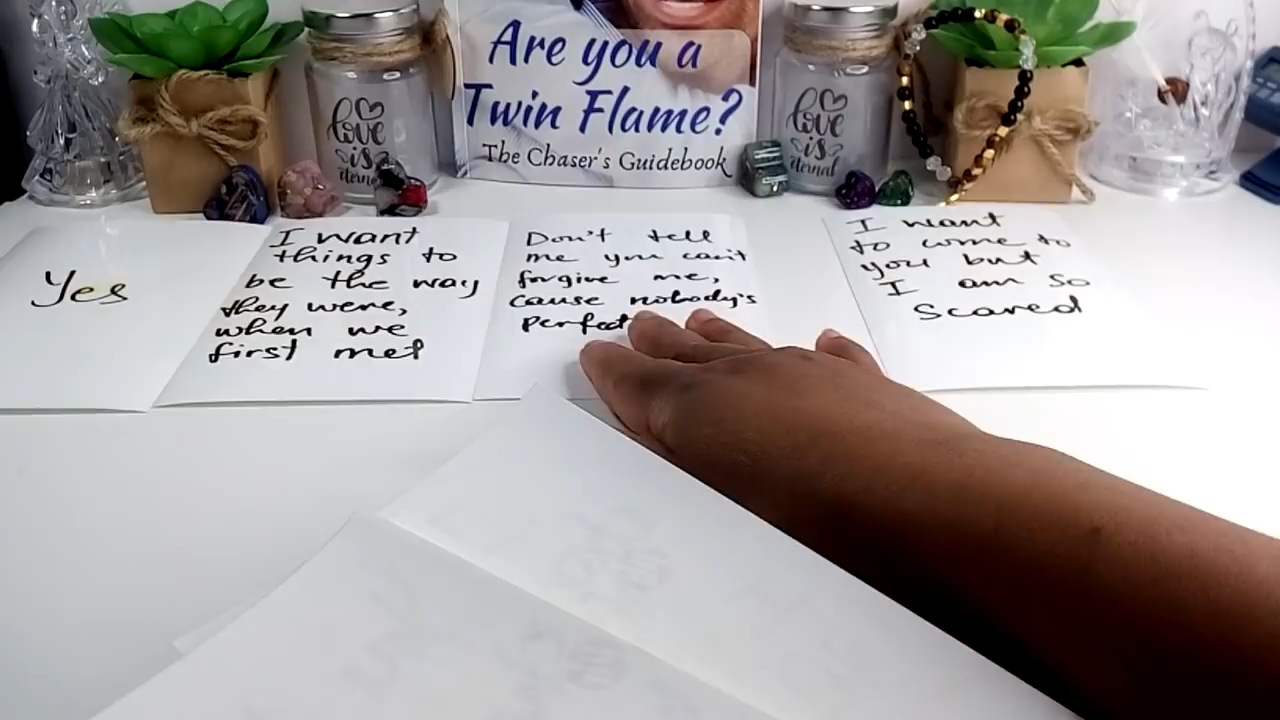 Are you a
Twin Flame?
The Chaser's Guidebook
love
is
love
is
eternal
Yes
I want
things to
be the way
they were,
when we
first met
Don't tell
me you can't
forgive me,
cause nobody's
perfect
I want
to come to
you but
I am so
scared